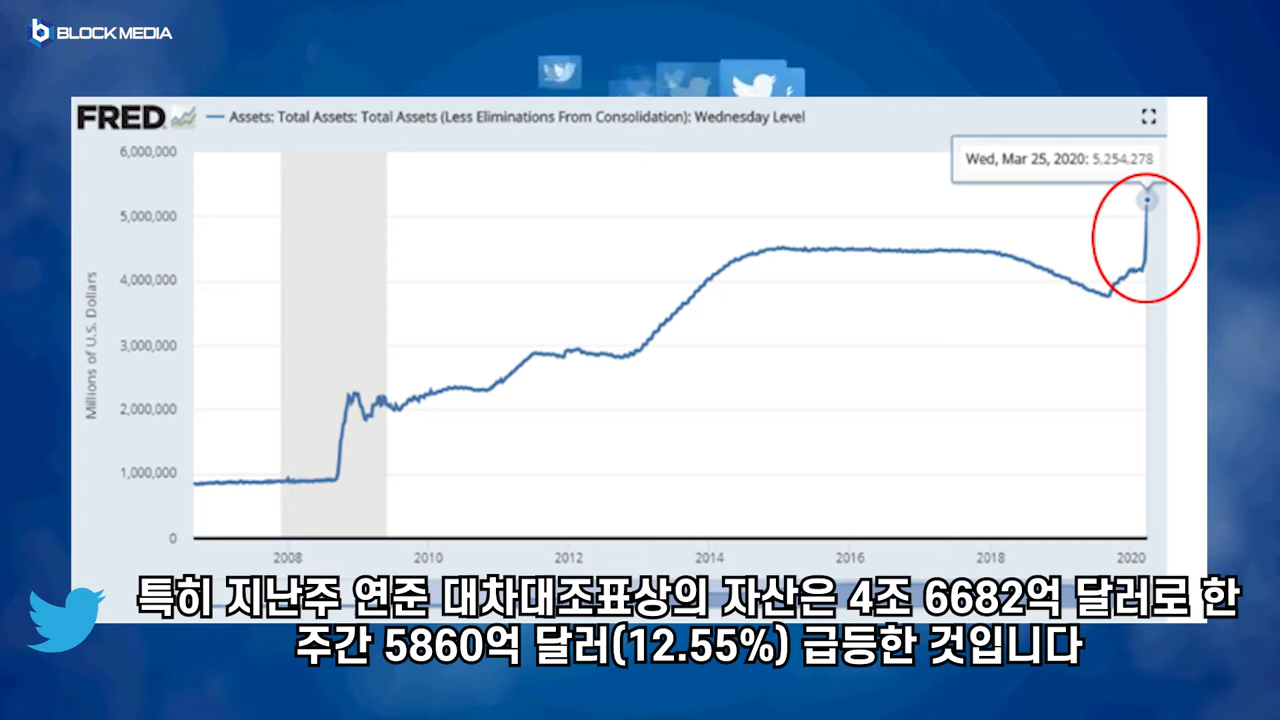 BLOCK MEDIA
FRED
Assets: Total Assets: Total Assets (Less Eliminations From Consolidation): Wednesday Level
Wed, Mar 25, 2020: 5,254,278
6,000,000
5,000,000
4,000,000
3,000,000
2,000,000
1,000,000
0
Millions of U.S. Dollars
2008 2010 2012 2014 2016 2018 2020
특히 지난주 연준 대차대조표상의 자산은 4조 6682억 달러로 한
주간 5860억 달러(12.55%) 급등한 것입니다